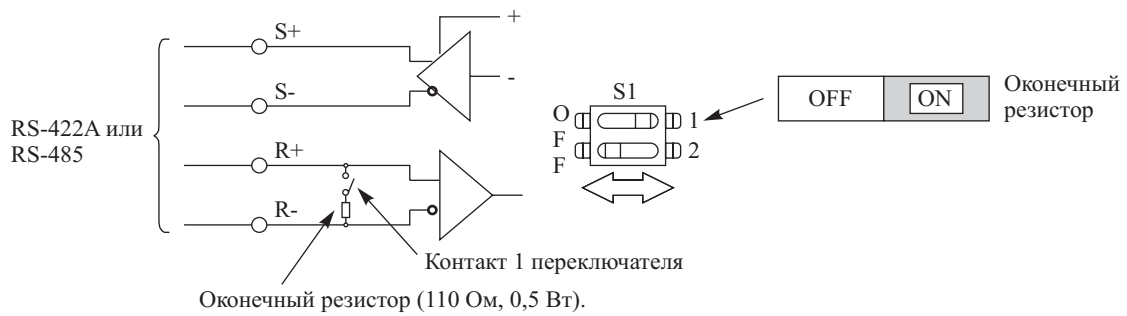 S+
+
S-
-
RS-422A или
RS-485
R+
R-
S1
O
F
F
1
2
OFF
ON
Оконечный
резистор
Контакт 1 переключателя
Оконечный резистор (110 Ом, 0,5 Вт).